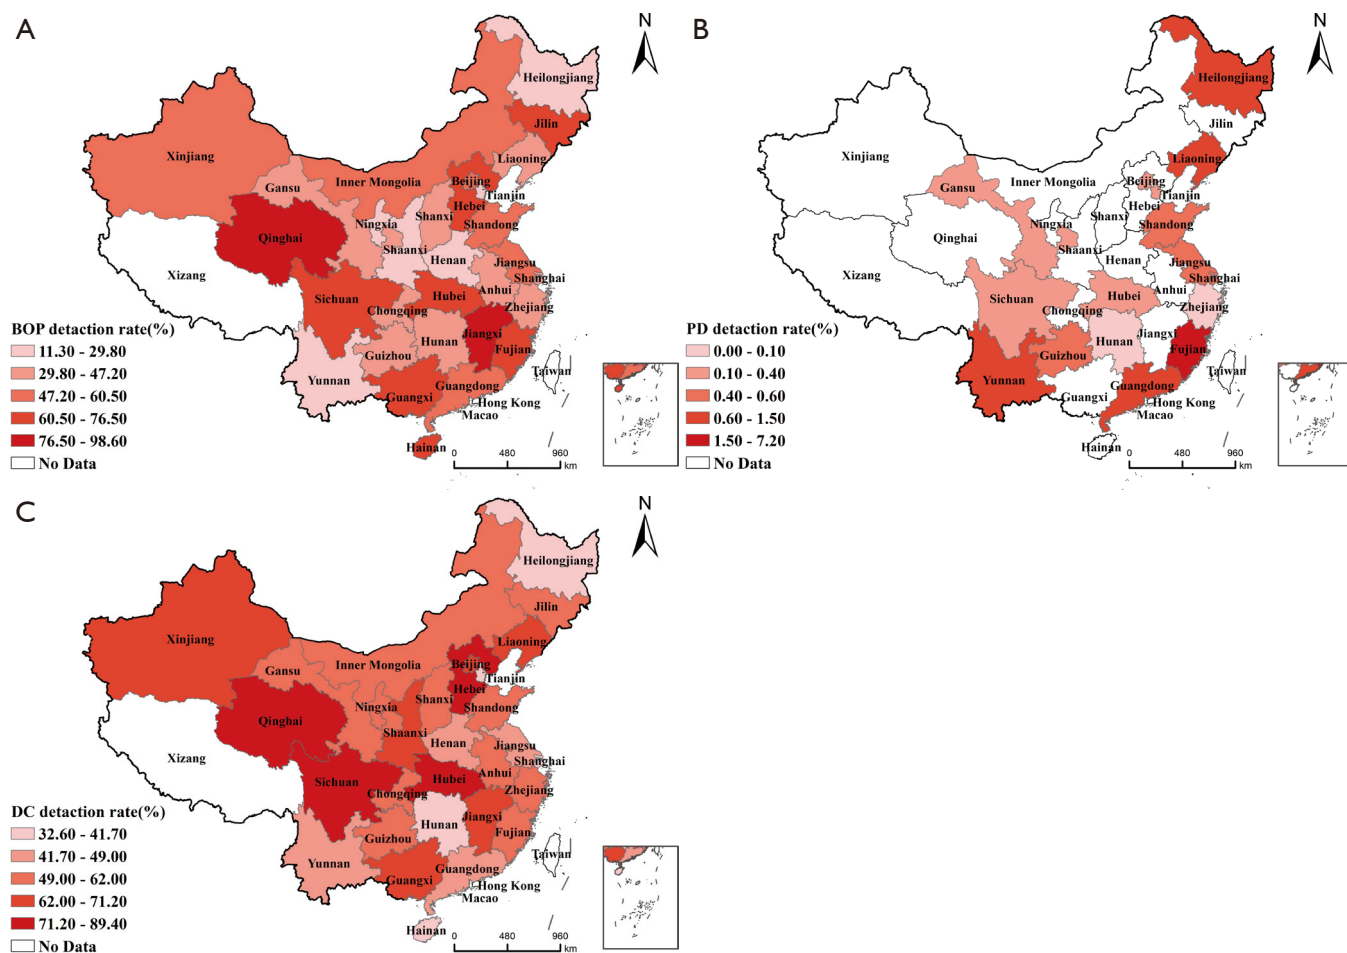 A
N
Heilongjiang
Jilin
Liaoning
Xinjiang
Gansu
Inner Mongolia
Beijing
Tianjin
Hebei
Shanxi
Shandong
Ningxia
Qinghai
Shaanxi
Henan
Jiangsu
Shanghai
Xizang
Anhui
Sichuan
Hubei
Chongqing
Zhejiang
Jiangxi
Hunan
Guizhou
Fujian
Yunnan
Taiwan
Guangdong
Guangxi
Hong Kong
Macao
Hainan
BOP detaction rate(%)
11.30 - 29.80
29.80 - 47.20
47.20 - 60.50
60.50 - 76.50
76.50 - 98.60
No Data
0 480 960
km
B
N
Heilongjiang
Jilin
Liaoning
Xinjiang
Gansu
Inner Mongolia
Beijing
Tianjin
Hebei
Shanxi
Shandong
Ningxia
Qinghai
Shaanxi
Henan
Jiangsu
Shanghai
Xizang
Anhui
Sichuan
Hubei
Chongqing
Zhejiang
Jiangxi
Hunan
Guizhou
Fujian
Yunnan
Taiwan
Guangdong
Guangxi
Hong Kong
Macao
Hainan
PD detaction rate(%)
0.00 - 0.10
0.10 - 0.40
0.40 - 0.60
0.60 - 1.50
1.50 - 7.20
No Data
0 480 960
km
C
N
Heilongjiang
Jilin
Liaoning
Xinjiang
Gansu
Inner Mongolia
Beijing
Tianjin
Hebei
Shanxi
Shandong
Ningxia
Qinghai
Shaanxi
Henan
Jiangsu
Shanghai
Xizang
Anhui
Sichuan
Hubei
Chongqing
Zhejiang
Jiangxi
Hunan
Guizhou
Fujian
Yunnan
Taiwan
Guangdong
Guangxi
Hong Kong
Macao
Hainan
DC detaction rate(%)
32.60 - 41.70
41.70 - 49.00
49.00 - 62.00
62.00 - 71.20
71.20 - 89.40
No Data
0 480 960
km